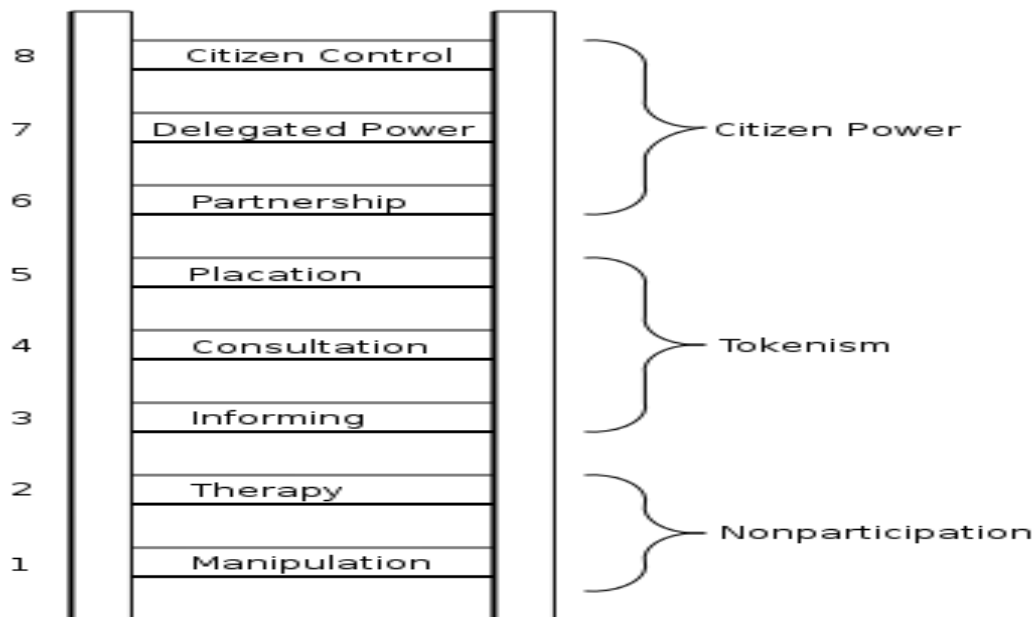 8 Citizen Control
7 Delegated Power
Citizen Power
6 Partnership
5 Placation
4 Consultation
Tokenism
3 Informing
2 Therapy
Nonparticipation
1 Manipulation